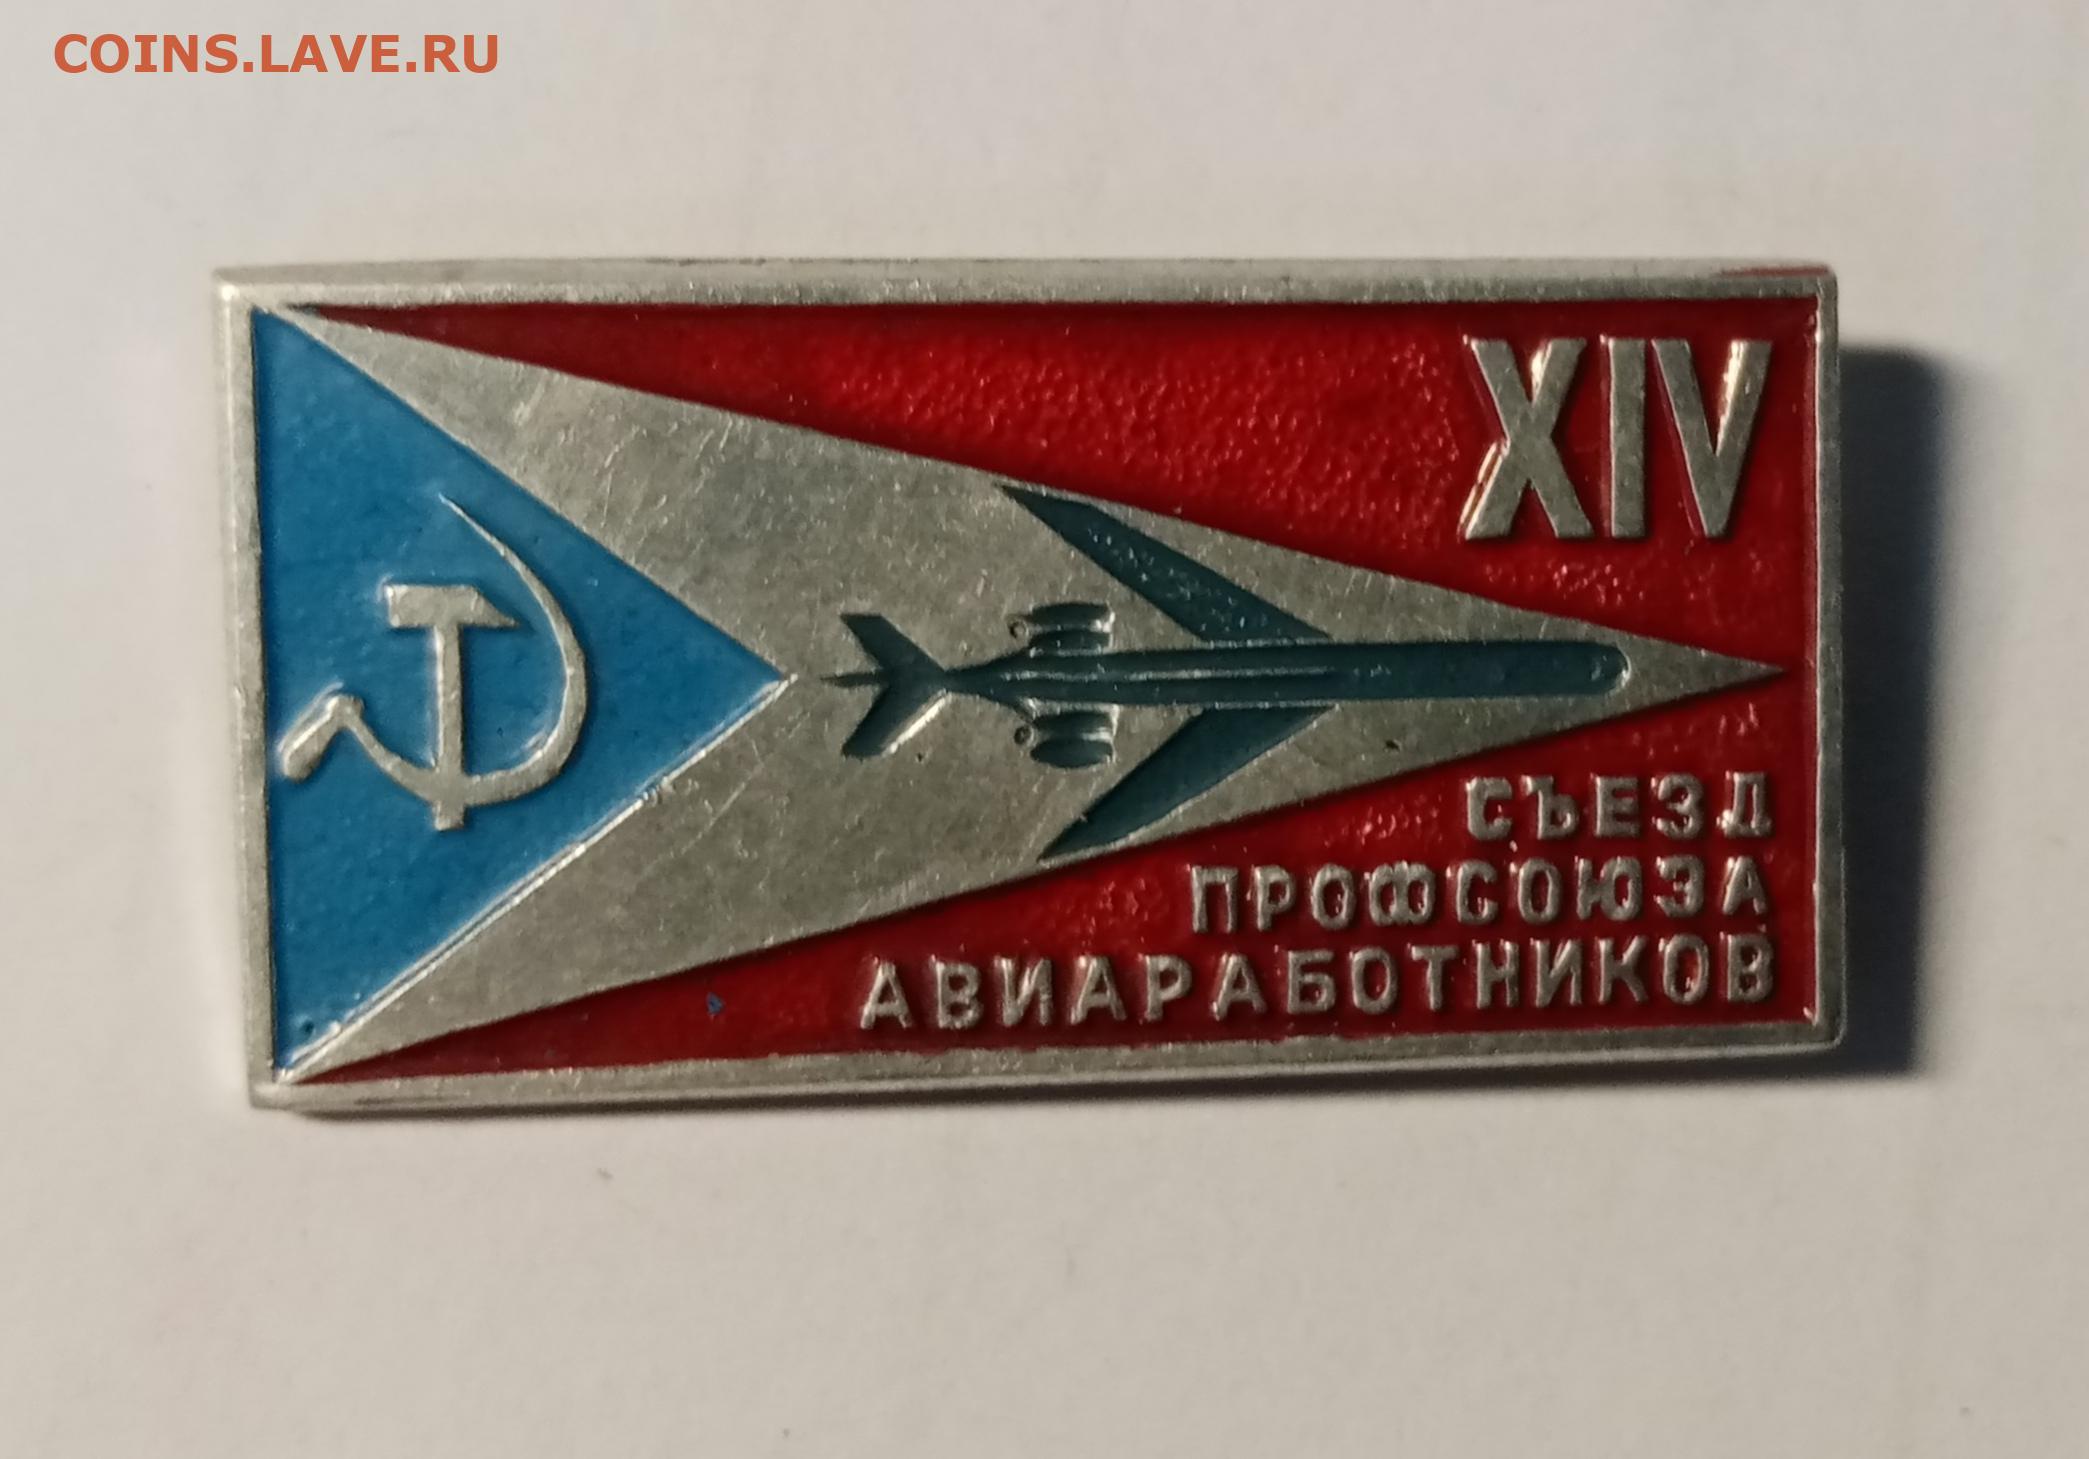 COINS.LAVE.RU
XIV
СЪЕЗД
ПРОФСОЮЗА
АВИАРАБОТНИКОВ